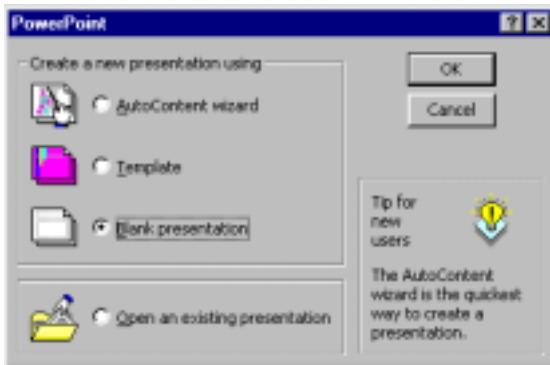 PowerPoint
Create a new presentation using
AutoContent wizard
Template
Blank presentation
Open an existing presentation
OK
Cancel
Tip for
new
users
The AutoContent
wizard is the quickest
way to create a
presentation.